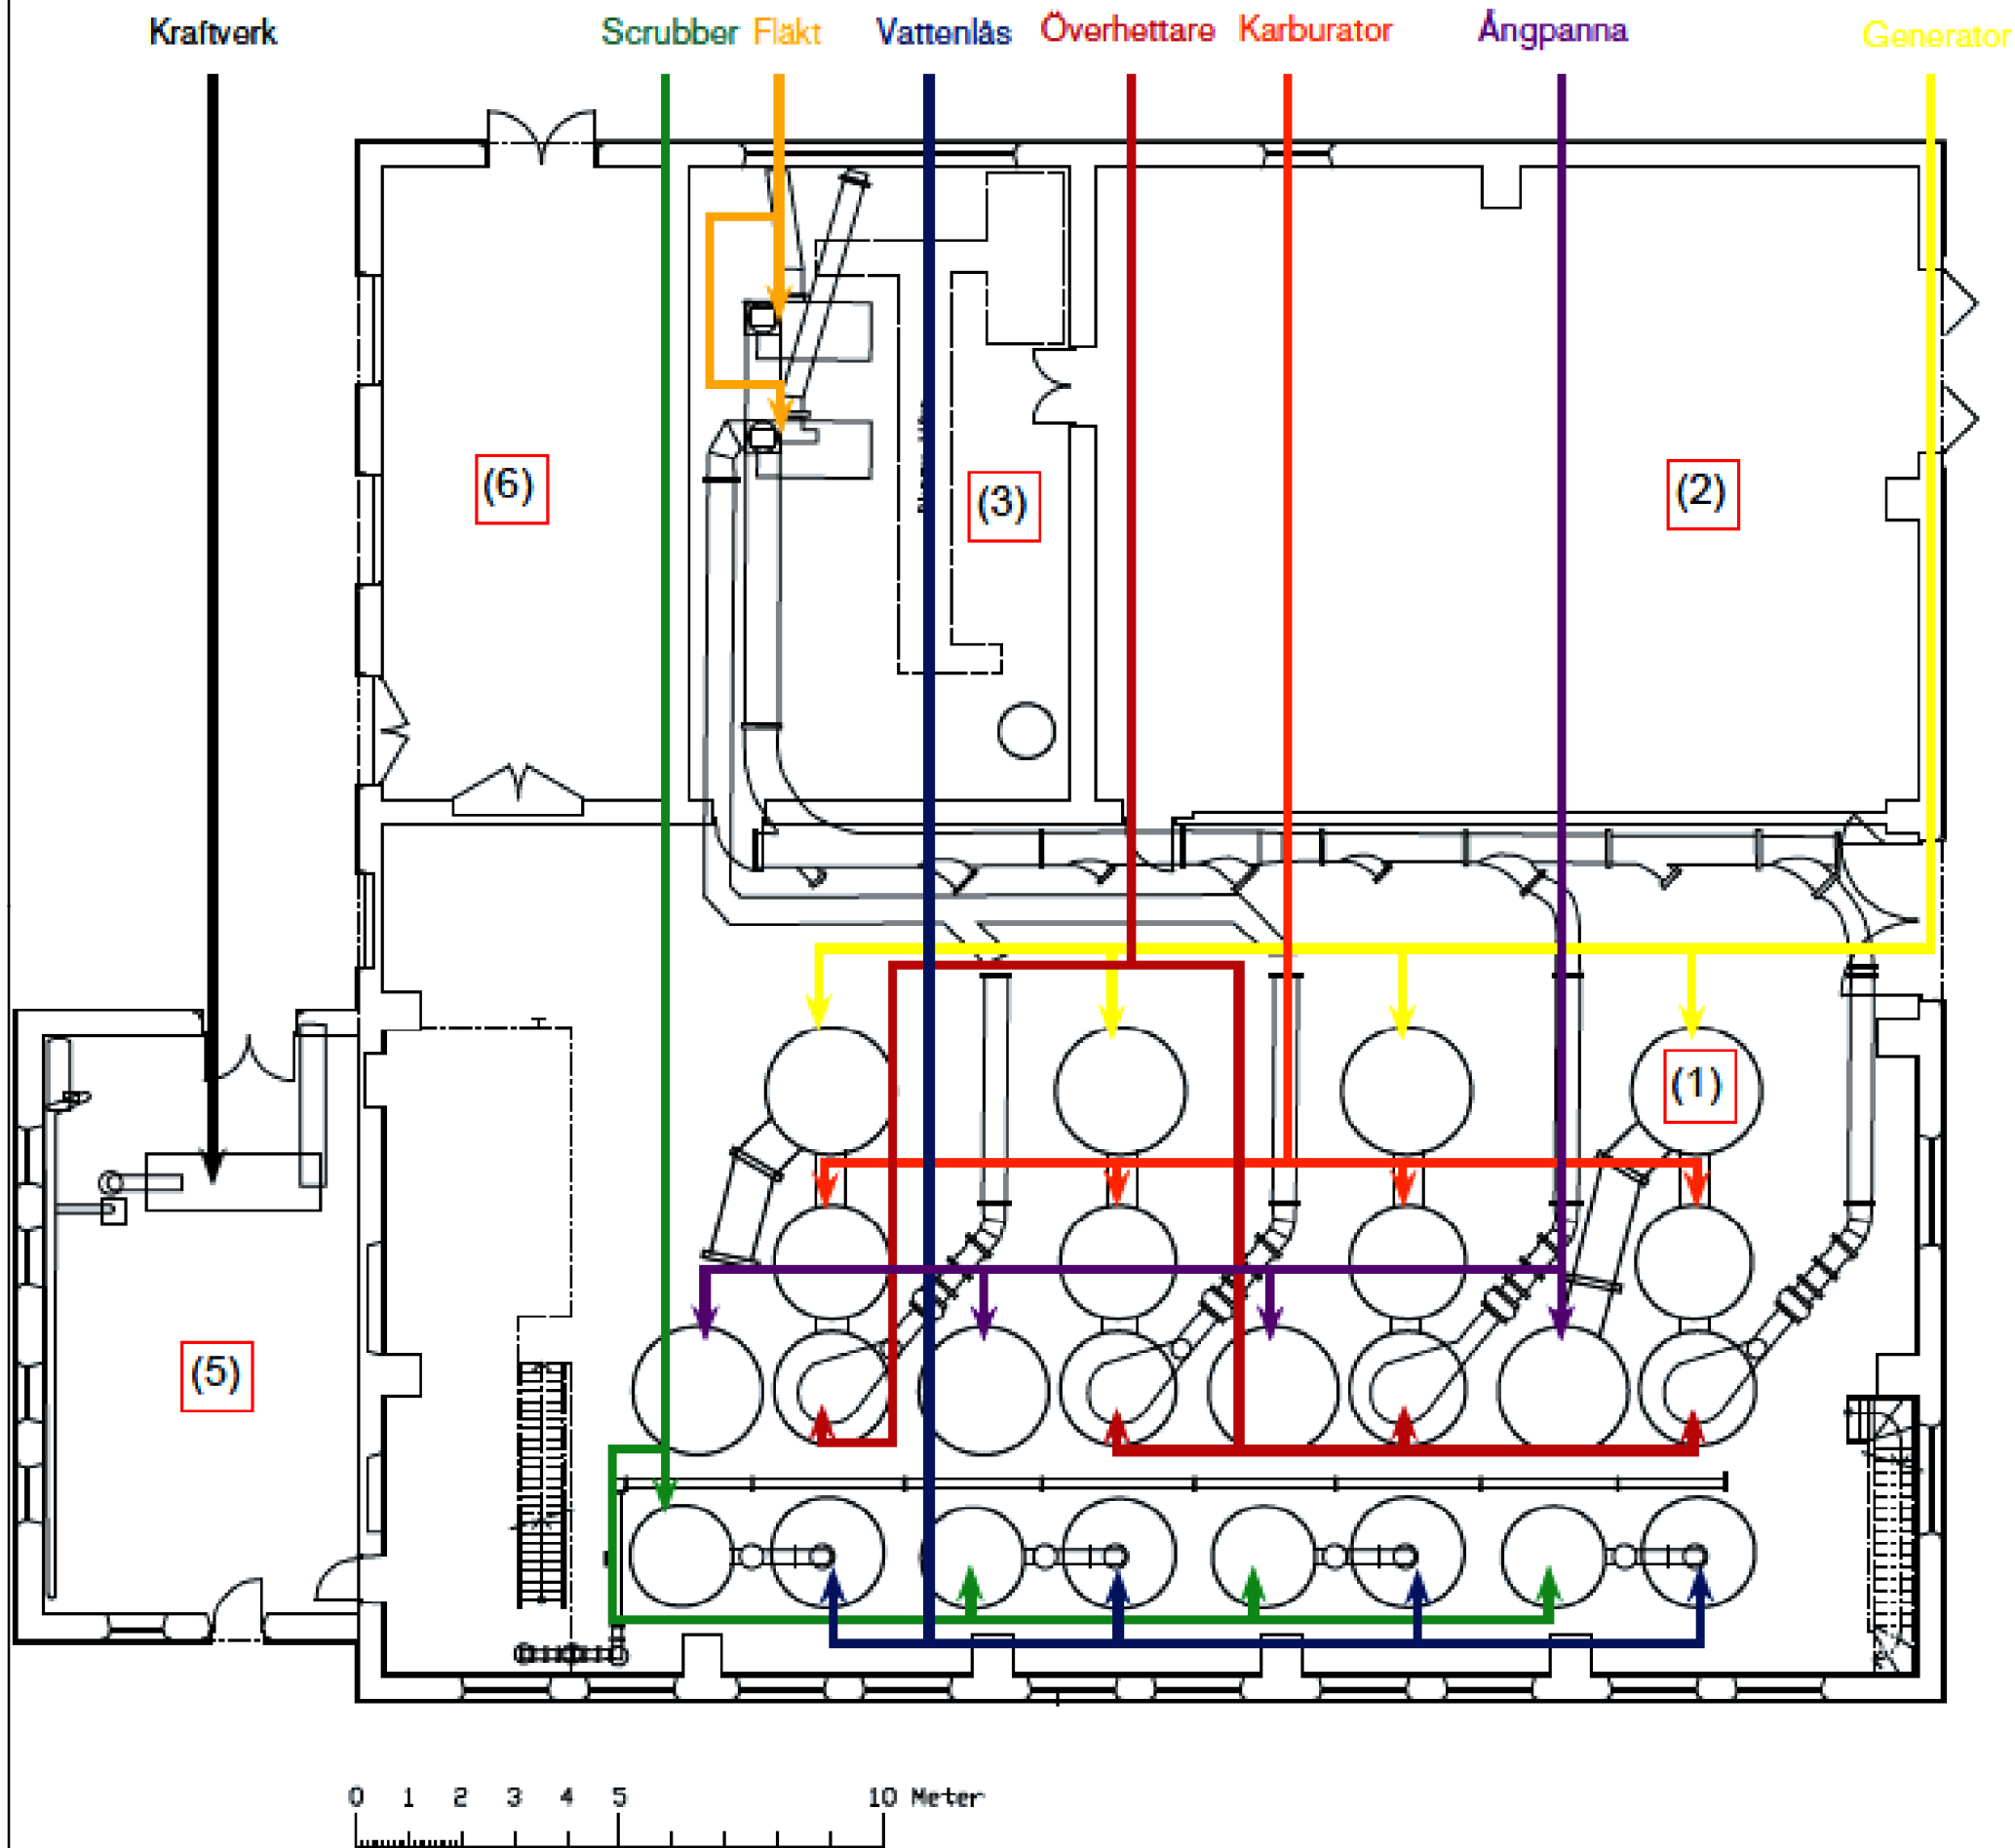 Kraftverk Scrubber Fläkt Vattenlås Överhettare Karburator Ångpanna Generator
(6)
(3)
(2)
(1)
(5)
0 1 2 3 4 5 10 Meter